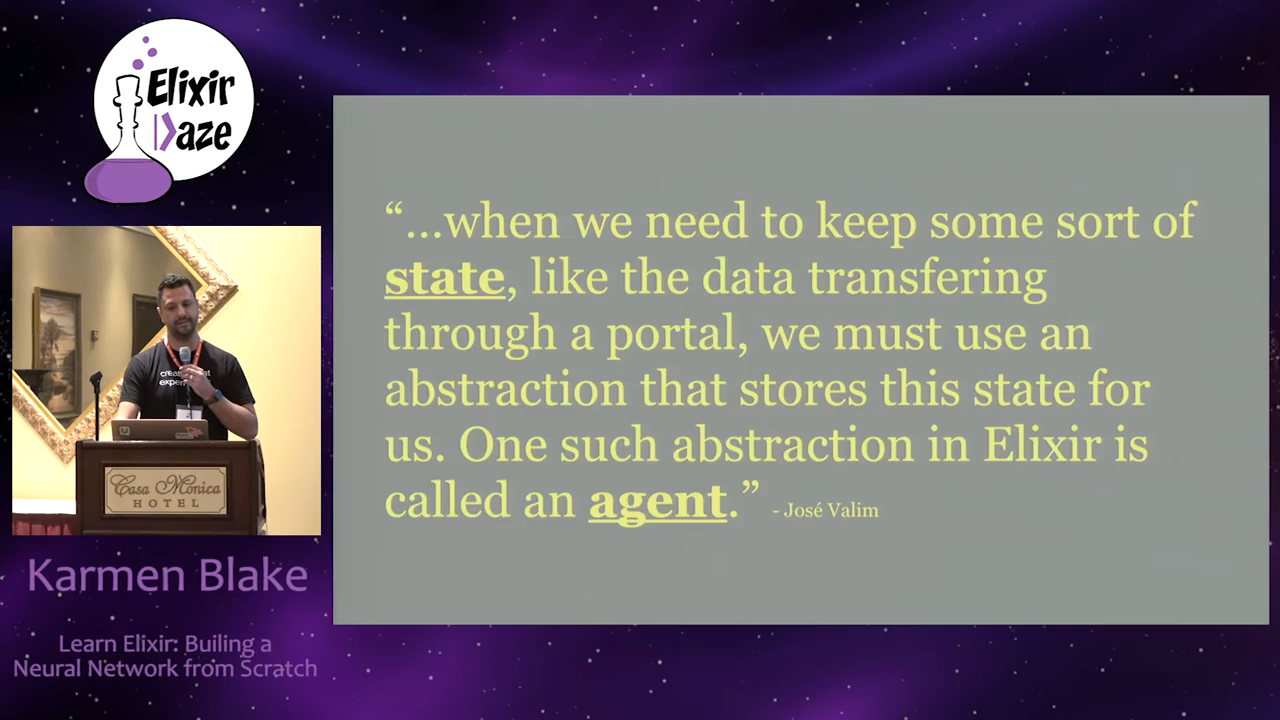 Elixir
Daze
“...when we need to keep some sort of
state, like the data transfering
through a portal, we must use an
abstraction that stores this state for
us. One such abstraction in Elixir is
called an agent.” - José Valim
Casa Monica
HOTEL
Karmen Blake
Learn Elixir: Builing a
Neural Network from Scratch